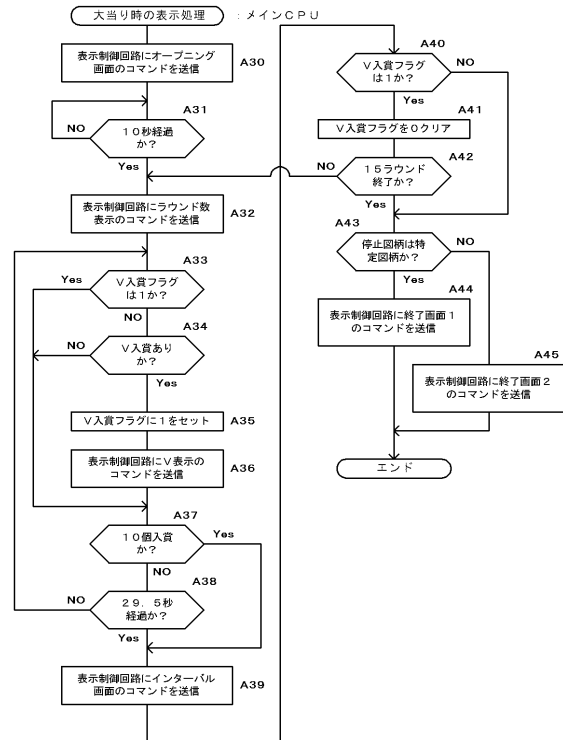 大当り時の表示処理 ：メインＣＰＵ
表示制御回路にオープニング
画面のコマンドを送信
A30
A31
１０秒経過
か？
NO
Yes
表示制御回路にラウンド数
表示のコマンドを送信
A32
A33
Ｖ入賞フラグ
は１か？
Yes
NO
A34
Ｖ入賞あり
か？
NO
Yes
Ｖ入賞フラグに１をセット
A35
表示制御回路にＶ表示の
コマンドを送信
A36
A37
１０個入賞
か？
Yes
NO
A38
２９．５秒
経過か？
NO
Yes
表示制御回路にインターバル
画面のコマンドを送信
A39
A40
Ｖ入賞フラグ
は１か？
NO
Yes
A41
Ｖ入賞フラグを０クリア
A42
１５ラウンド
終了か？
NO
Yes
A43
停止図柄は特
定図柄か？
NO
Yes
A44
表示制御回路に終了画面１
のコマンドを送信
A45
表示制御回路に終了画面２
のコマンドを送信
エンド